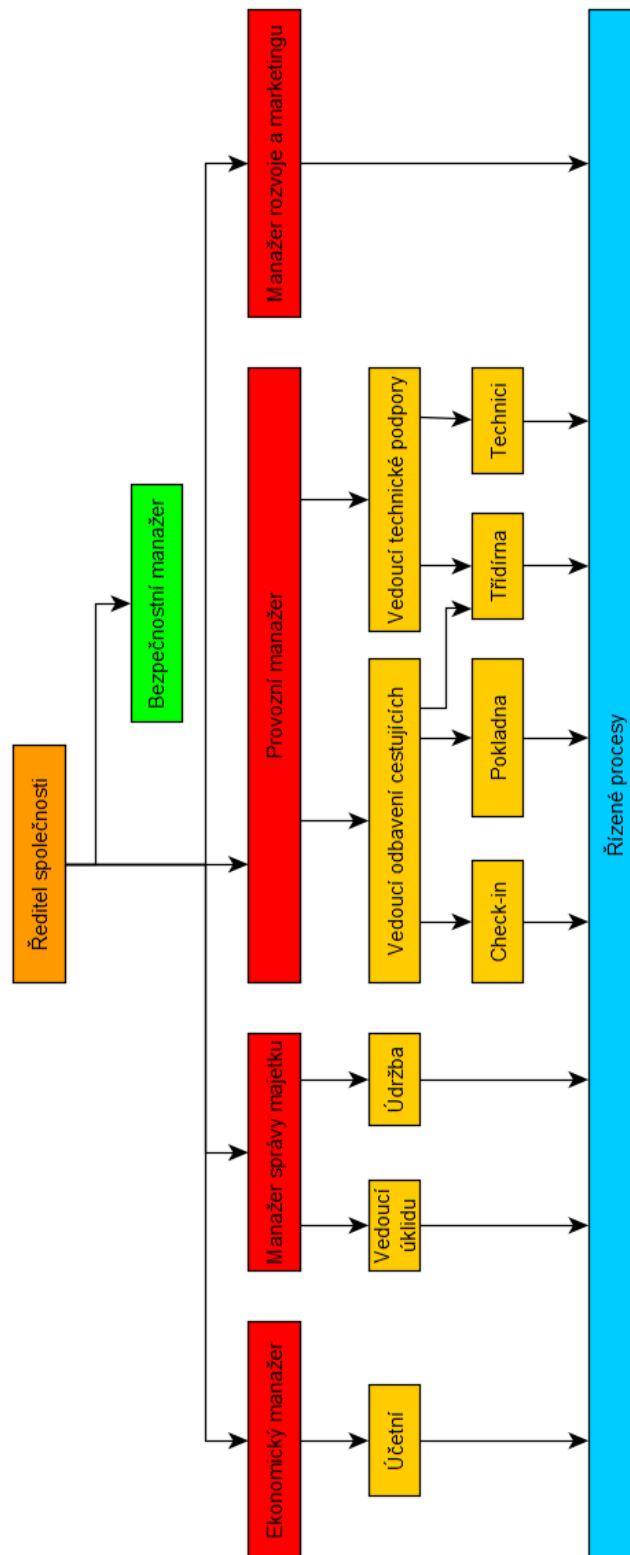 Ředitel společnosti
Bezpečnostní manažer
Ekonomický manažer
Manažer správy majetku
Provozní manažer
Manažer rozvoje a marketingu
Účetní
Vedoucí
úklidu
Údržba
Vedoucí odbavení cestujících
Vedoucí technické podpory
Check-in
Pokladna
Třídírna
Technici
Řízené procesy